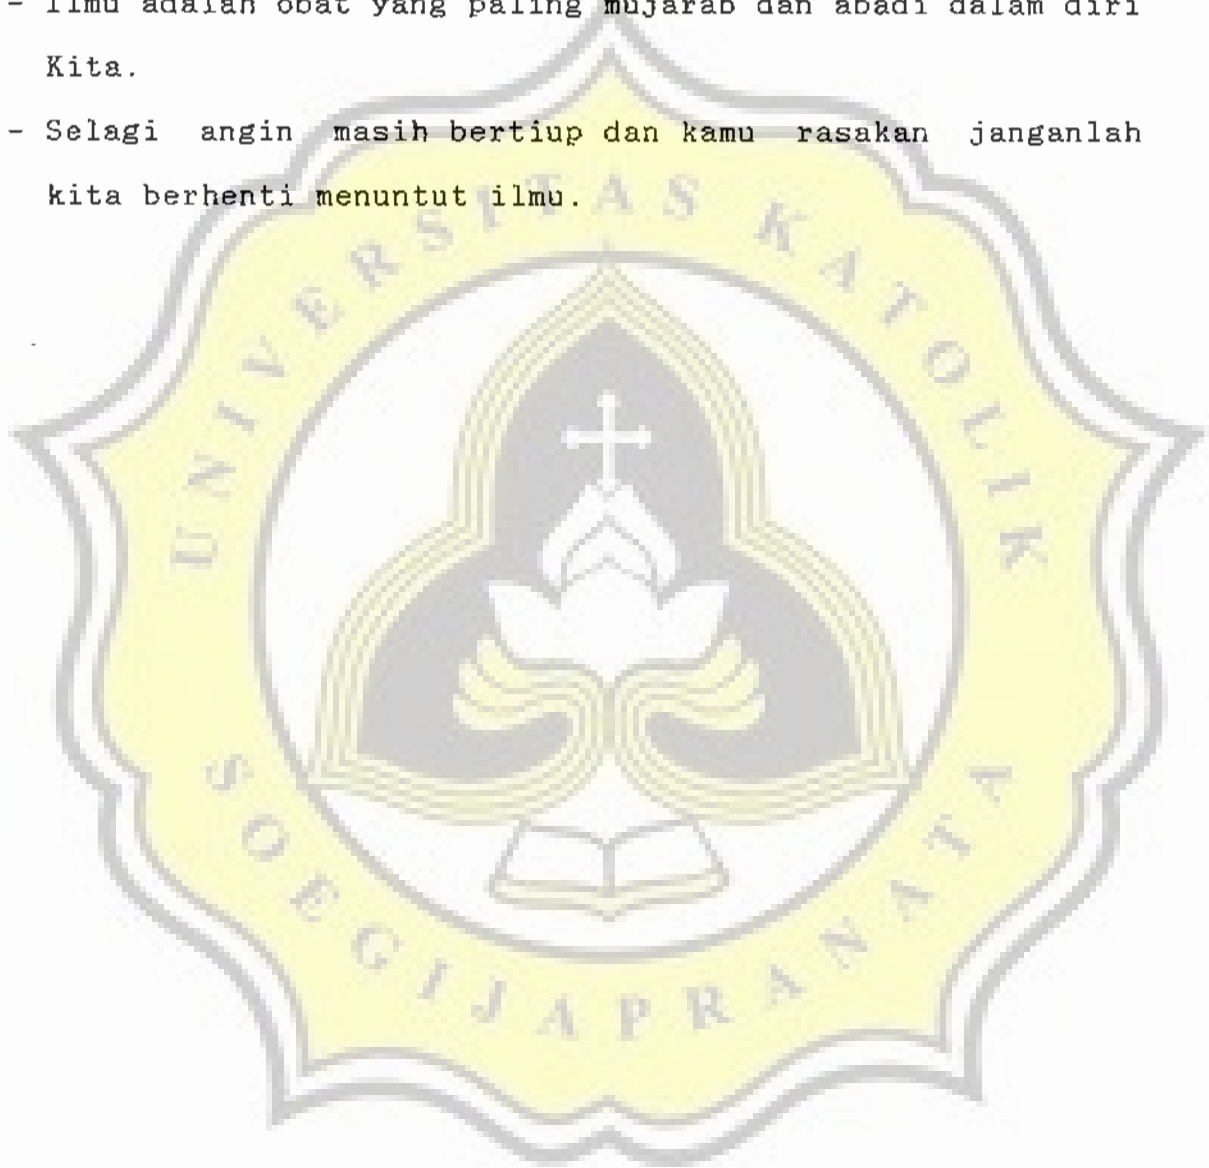 - Ilmu adalah obat yang paling mujarab dan abadi dalam diri
Kita.
- Selagi angin masih bertiup dan kamu rasakan janganlah
kita berhenti menuntut ilmu.
UNIVERSITAS KATOLIK
SOEGIJAPRANATA